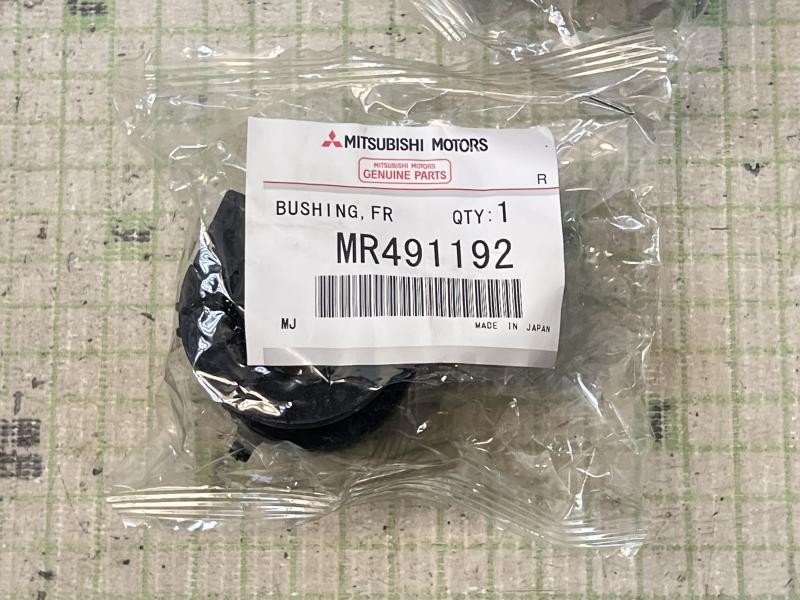 MITSUBISHI MOTORS
MITSUBISHI MOTORS
GENUINE PARTS
R
BUSHING,FR QTY:1
MR491192
MJ MADE IN JAPAN